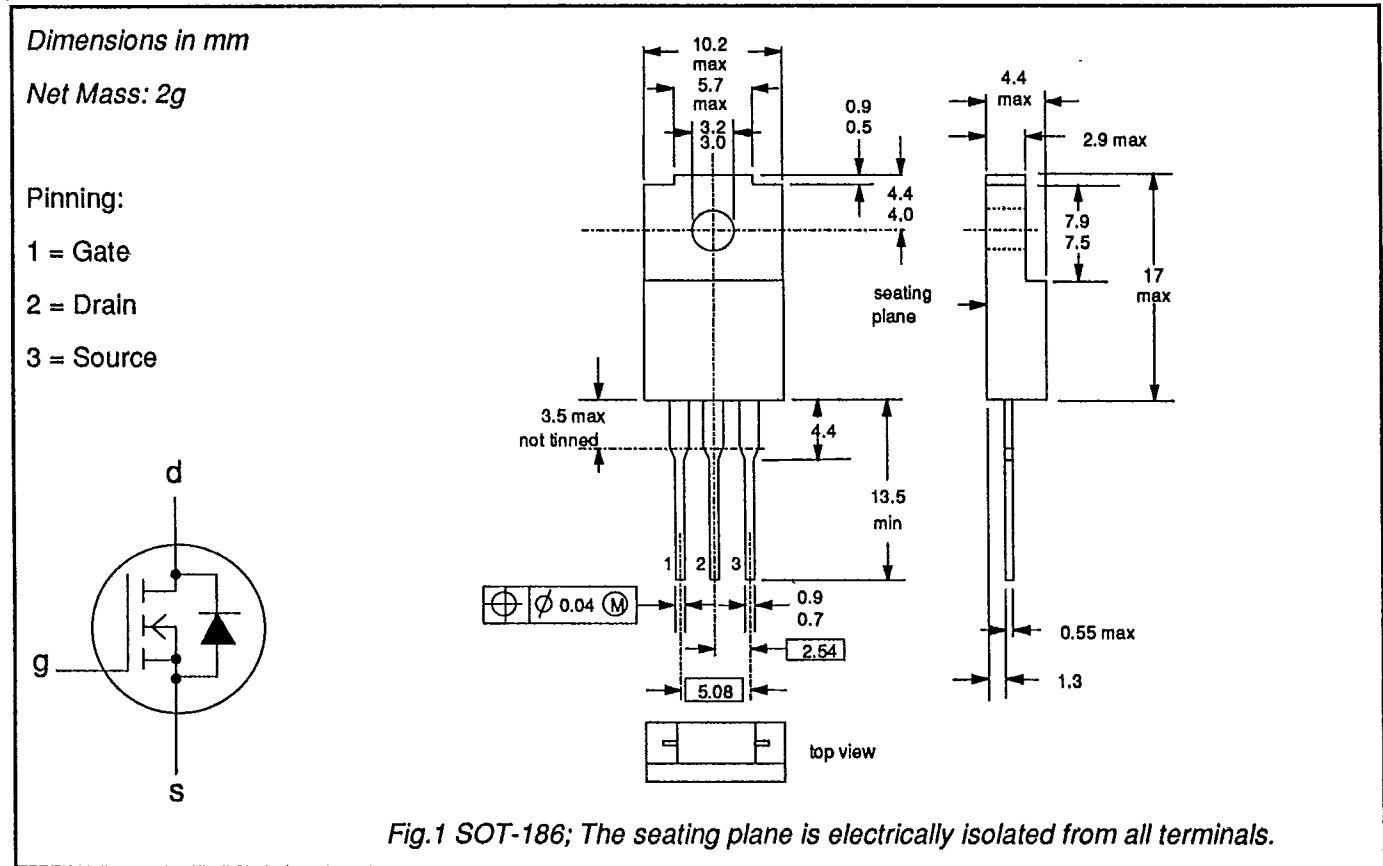 Dimensions in mm
Net Mass: 2g
Pinning:
1 = Gate
2 = Drain
3 = Source
d
g
s
10.2
max
5.7
max
3.2
3.0
0.9
0.5
4.4
4.0
seating
plane
3.5 max
not tinned
4.4
13.5
min
1 2 3
Ø 0.04 Ⓜ
0.9
0.7
2.54
5.08
top view
4.4
max
2.9 max
7.9
7.5
17
max
0.55 max
1.3
Fig.1 SOT-186; The seating plane is electrically isolated from all terminals.